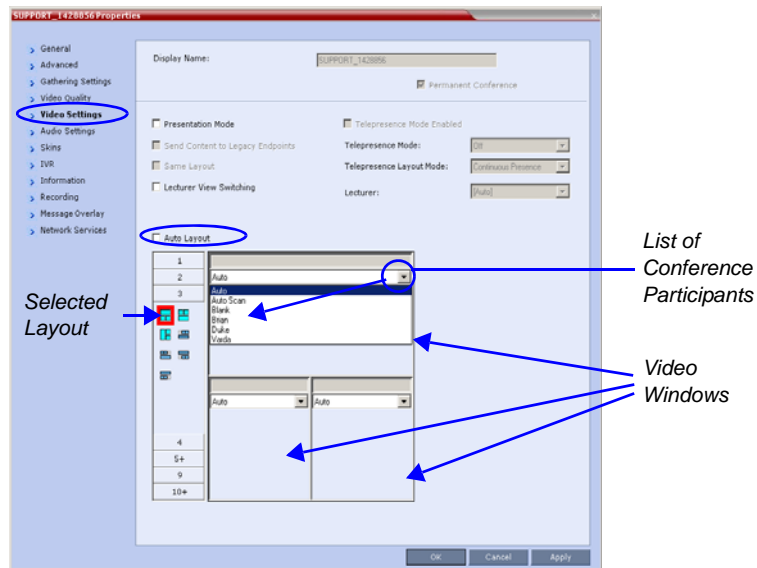 SUPPORT_1428856 Properties
General
Advanced
Gathering Settings
Video Quality
Video Settings
Audio Settings
Skins
IVR
Information
Recording
Message Overlay
Network Services
Display Name:
SUPPORT_1428856
Permanent Conference
Presentation Mode
Telepresence Mode Enabled
Send Content to Legacy Endpoints
Telepresence Mode:
Off
Same Layout
Telepresence Layout Mode:
Continuous Presence
Lecturer View Switching
Lecturer:
[Auto]
Auto Layout
1
2
3
4
5+
9
10+
Auto
Auto
Auto Scan
Blank
Brian
Duke
Varda
Auto
Auto
OK
Cancel
Apply
Selected
Layout
List of
Conference
Participants
Video
Windows